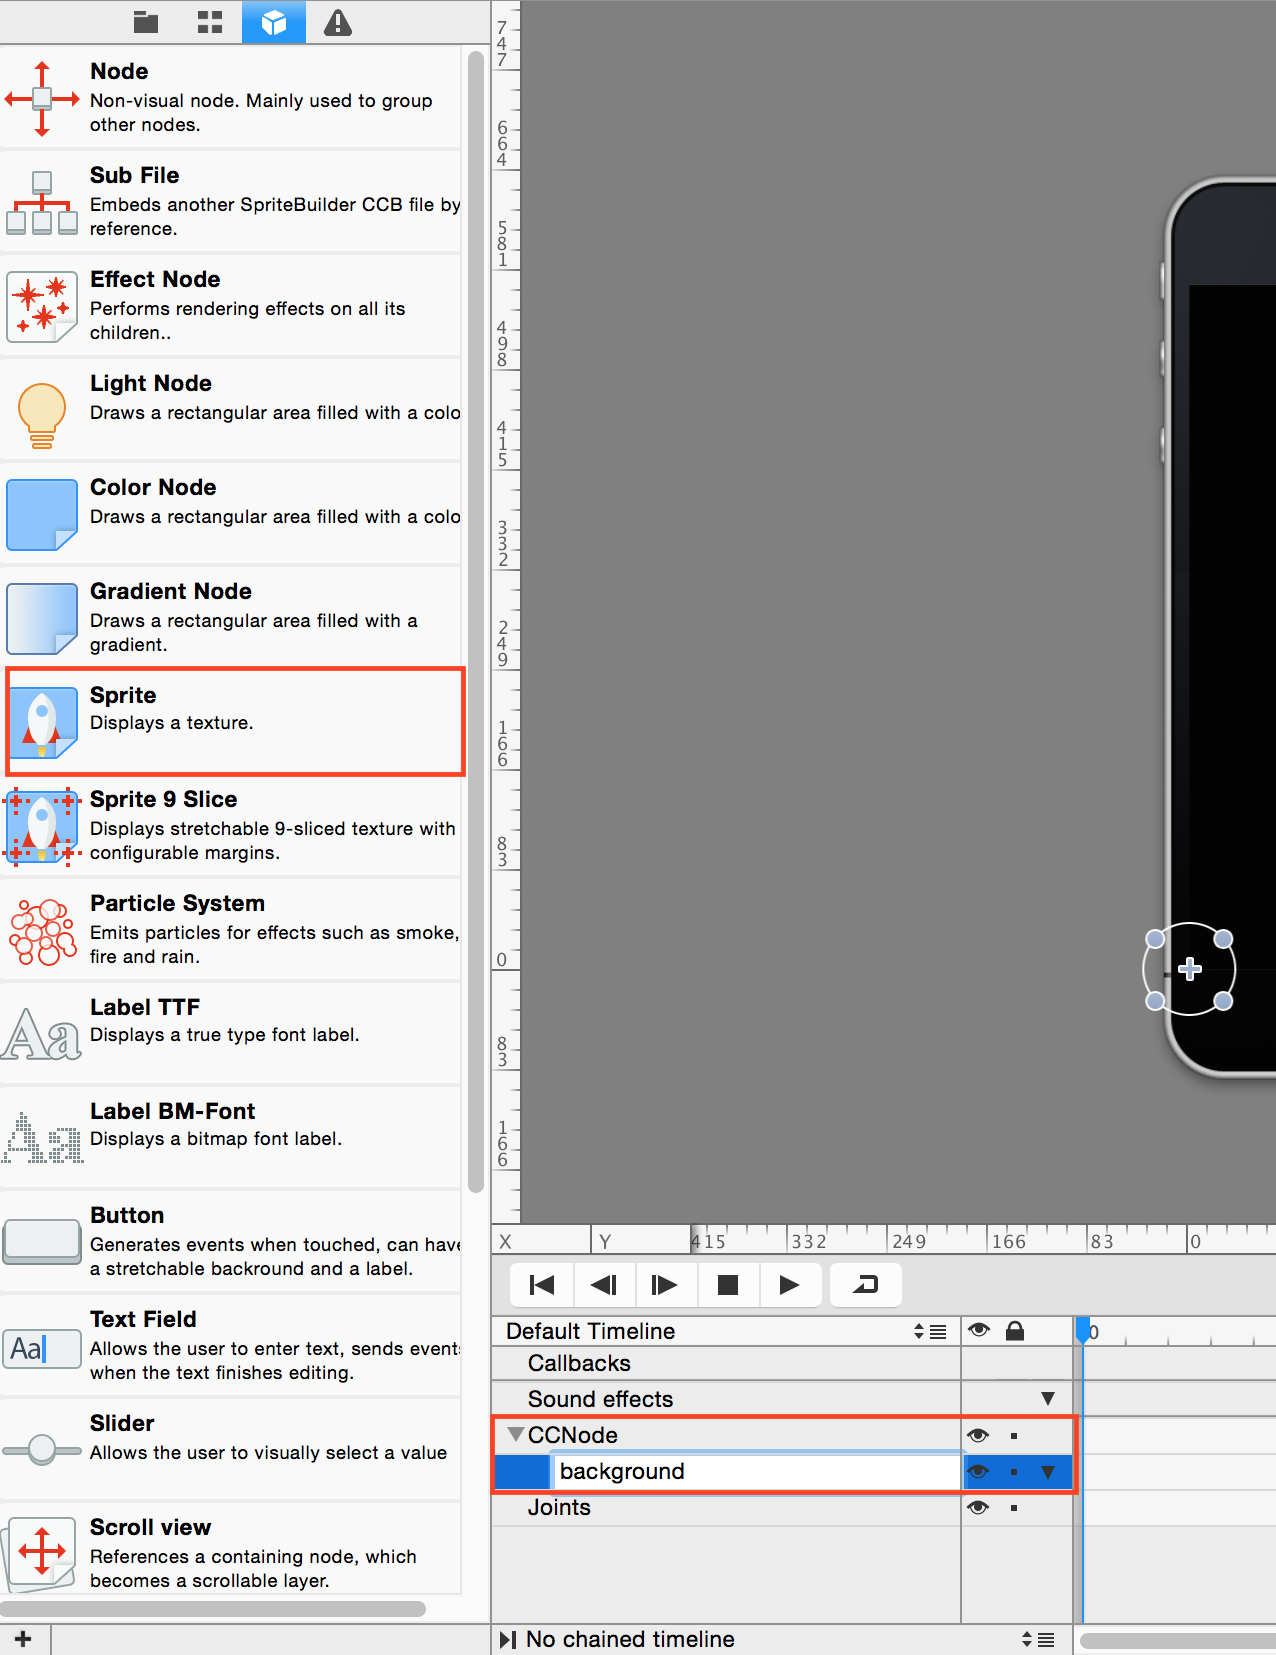 Node
Non-visual node. Mainly used to group
other nodes.
Sub File
Embeds another SpriteBuilder CCB file by
reference.
Effect Node
Performs rendering effects on all its
children..
Light Node
Draws a rectangular area filled with a colo
Color Node
Draws a rectangular area filled with a colo
Gradient Node
Draws a rectangular area filled with a
gradient.
Sprite
Displays a texture.
Sprite 9 Slice
Displays stretchable 9-sliced texture with
configurable margins.
Particle System
Emits particles for effects such as smoke,
fire and rain.
Aa
Label TTF
Displays a true type font label.
Aa
Label BM-Font
Displays a bitmap font label.
Button
Generates events when touched, can have
a stretchable backround and a label.
Aa
Text Field
Allows the user to enter text, sends event
when the text finishes editing.
Slider
Allows the user to visually select a value
Scroll view
References a containing node, which
becomes a scrollable layer.
747
664
581
498
415
332
249
166
83
0
83
166
X Y 415 332 249 166 83 0
Default Timeline
0
Callbacks
Sound effects
CCNode
background
Joints
No chained timeline